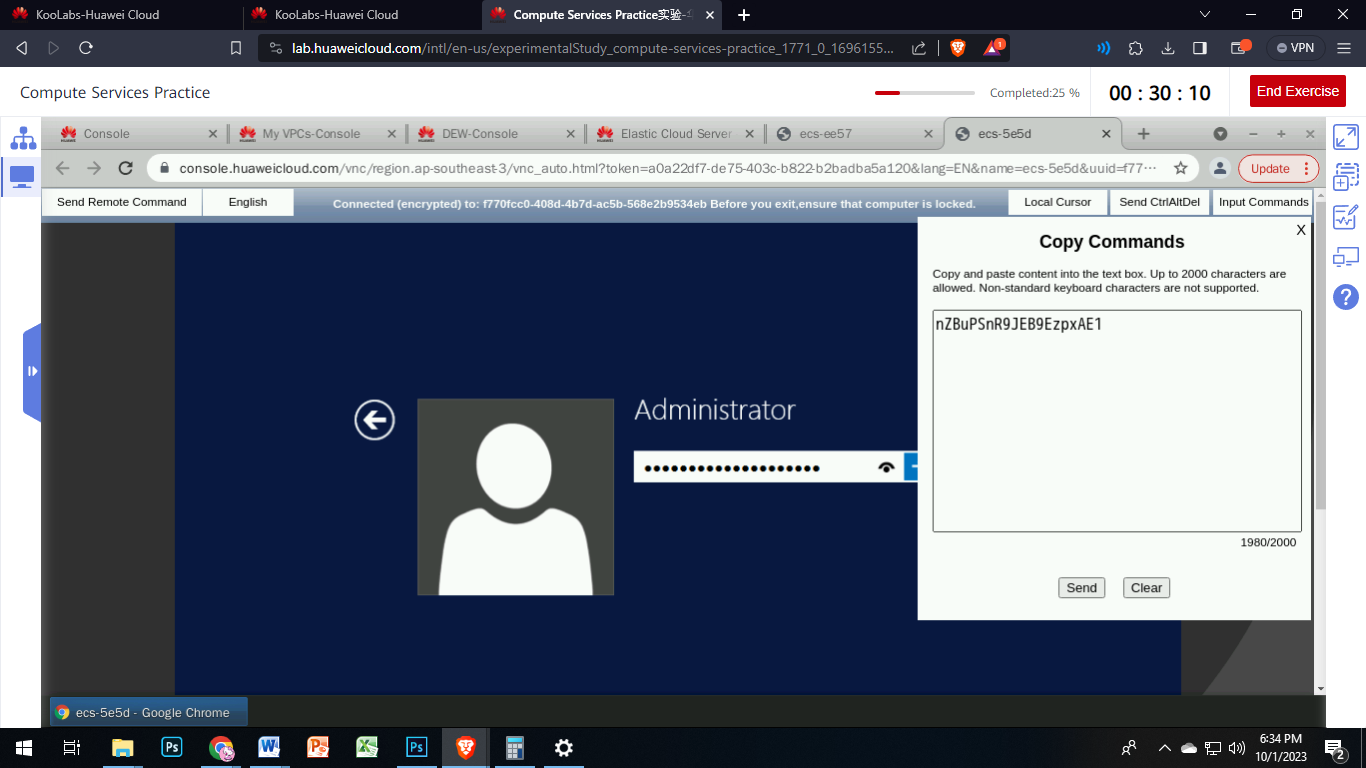 KooLabs-Huawei Cloud
KooLabs-Huawei Cloud
Compute Services Practice实验-
lab.huaweicloud.com/intl/en-us/experimentalStudy_compute-services-practice_1771_0_1696155...
1
VPN
Compute Services Practice
Completed:25 %
00 : 30 : 10
End Exercise
Console
My VPCs-Console
DEW-Console
Elastic Cloud Server
ecs-ee57
ecs-5e5d
console.huaweicloud.com/vnc/region.ap-southeast-3/vnc_auto.html?token=a0a22df7-de75-403c-b822-b2badba5a120&lang=EN&name=ecs-5e5d&uuid=f77···
Update
Send Remote Command
English
Connected (encrypted) to: f770fcc0-408d-4b7d-ac5b-568e2b9534eb Before you exit,ensure that computer is locked.
Local Cursor
Send CtrlAltDel
Input Commands
X
Copy Commands
Copy and paste content into the text box. Up to 2000 characters are
allowed. Non-standard keyboard characters are not supported.
nZBuPSnR9JEB9EzpxAE1
Administrator
1980/2000
Send
Clear
ecs-5e5d - Google Chrome
6:34 PM
10/1/2023
2